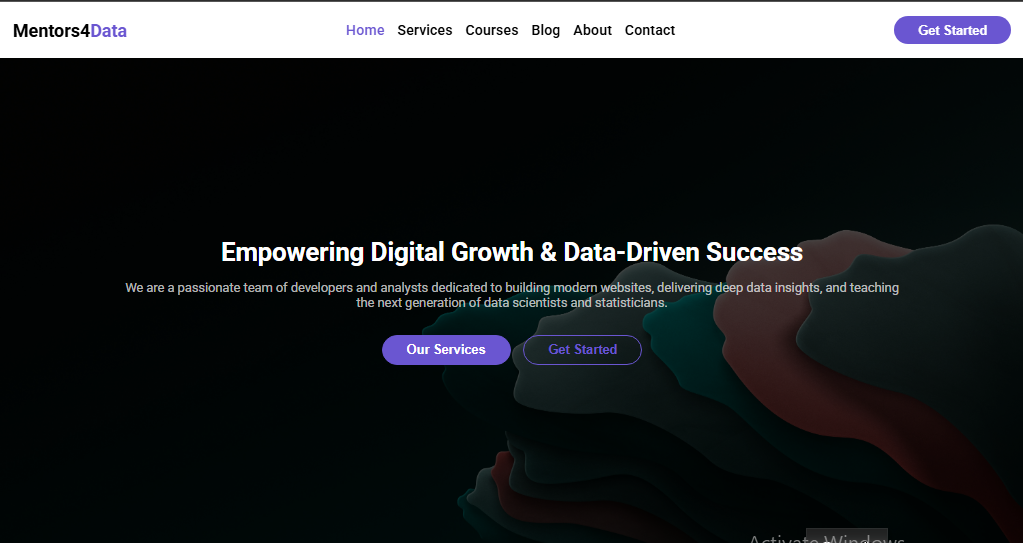 Mentors4Data
Home Services Courses Blog About Contact
Get Started
Empowering Digital Growth & Data-Driven Success
We are a passionate team of developers and analysts dedicated to building modern websites, delivering deep data insights, and teaching
the next generation of data scientists and statisticians.
Our Services
Get Started
Activate Windows